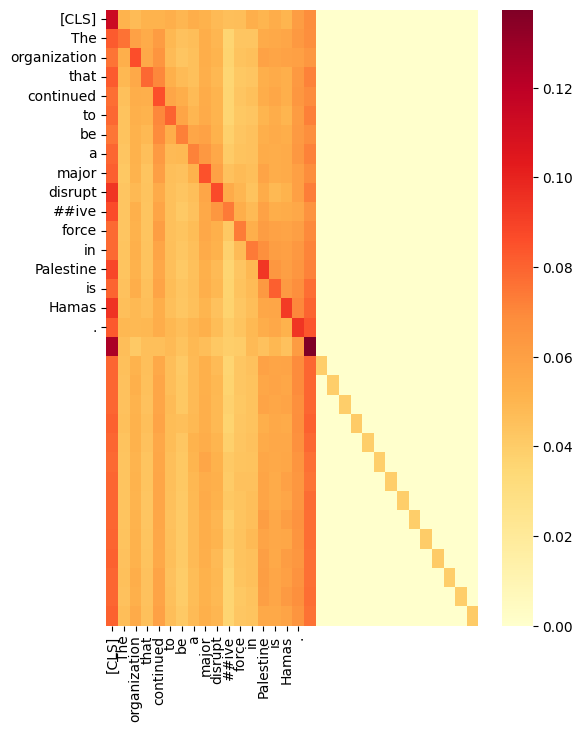 [CLS]
The
organization
that
continued
to
be
a
major
disrupt
##ive
force
in
Palestine
is
Hamas
.
0.12
0.10
0.08
0.06
0.04
0.02
0.00
[CLS]
The
organization
that
continued
to
be
a
major
disrupt
##ive
force
in
Palestine
is
Hamas
.